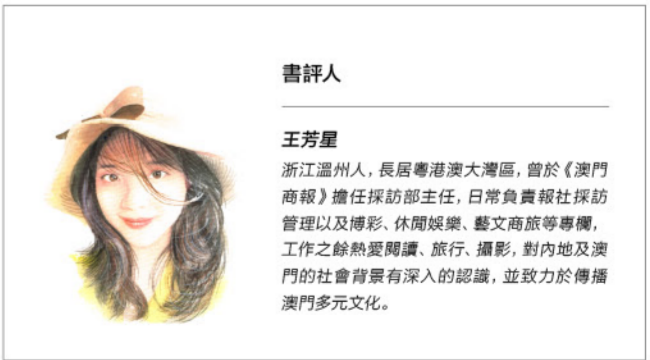 書評人
王芳星
浙江溫州人，長居粵港澳大灣區，曾於《澳門
商報》擔任採訪部主任，日常負責報社採訪
管理以及博彩、休閒娛樂、藝文商旅等專欄，
工作之餘熱愛閱讀、旅行、攝影，對內地及澳
門的社會背景有深入的認識，並致力於傳播
澳門多元文化。